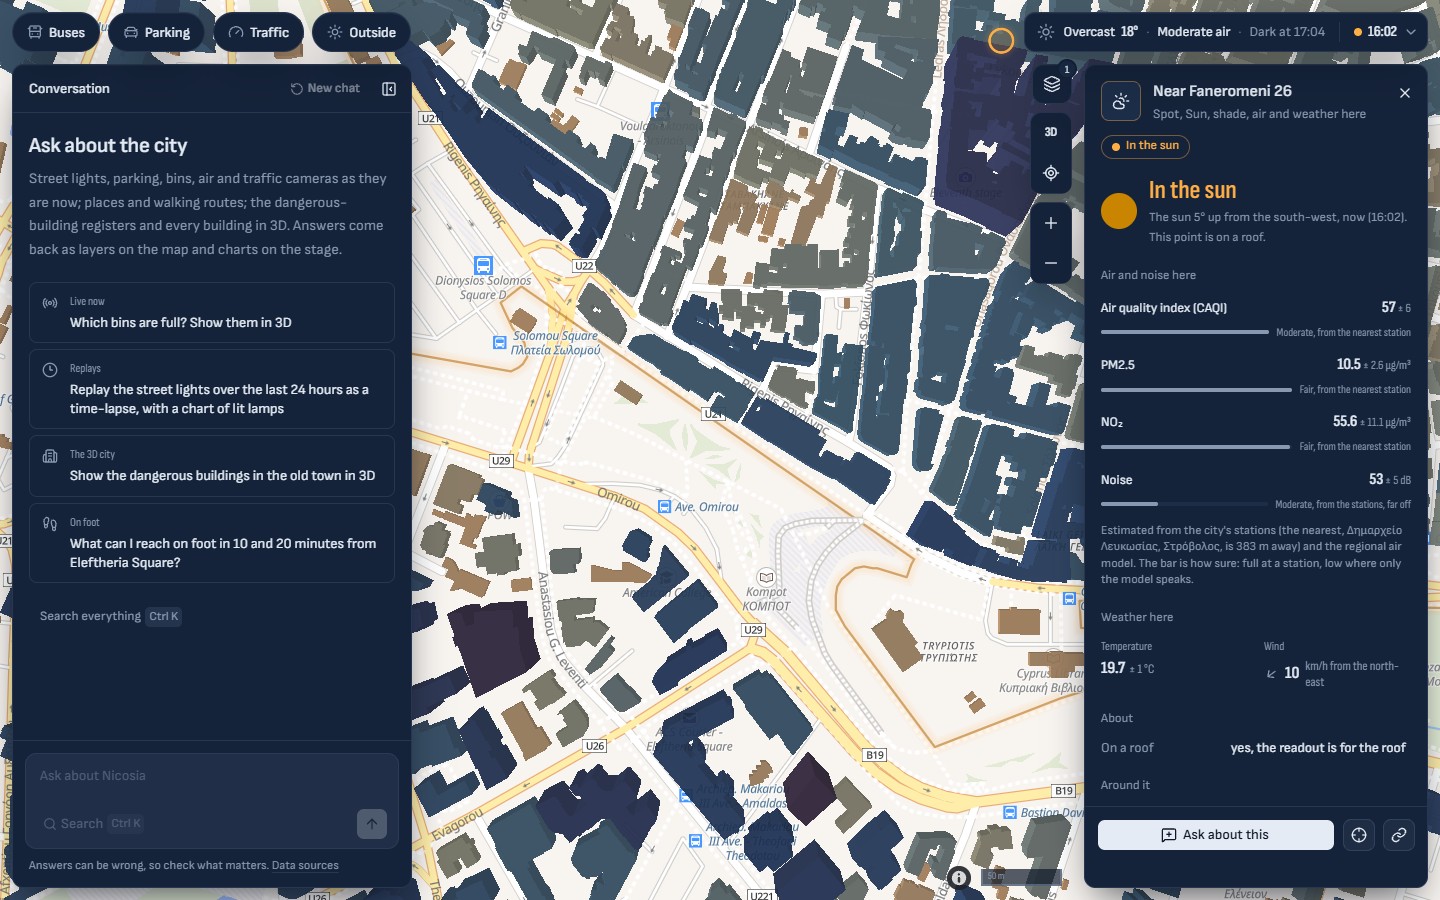 Buses
Parking
Traffic
Outside
Overcast 18° · Moderate air · Dark at 17:04
16:02
Conversation
New chat
Ask about the city
Street lights, parking, bins, air and traffic cameras as they
are now; places and walking routes; the dangerous-
building registers and every building in 3D. Answers come
back as layers on the map and charts on the stage.
Live now
Which bins are full? Show them in 3D
Replays
Replay the street lights over the last 24 hours as a
time-lapse, with a chart of lit lamps
The 3D city
Show the dangerous buildings in the old town in 3D
On foot
What can I reach on foot in 10 and 20 minutes from
Eleftheria Square?
Search everything Ctrl K
Ask about Nicosia
Search Ctrl K
Answers can be wrong, so check what matters. Data sources
U21
Rigenis Ρηγαίνης
U22
Dionysios Solomos
Square D
Solomou Square
Πλατεία Σολωμού
U21
Rigenis Ρηγαίνης
U29
Omirou
Ave. Omirou
Kompot
ΚΟΜΠΟΤ
U29
Anastasiou G. Leventi
TRYPIOTIS
ΤΡΥΠΙΩΤΗΣ
U26
B19
B19
Evagorou
Bastion Davi
U221
U26
Ελένειον
50 m
1
3D
Near Faneromeni 26
Spot, Sun, shade, air and weather here
In the sun
In the sun
The sun 5° up from the south-west, now (16:02).
This point is on a roof.
Air and noise here
Air quality index (CAQI) 57 ± 6
Moderate, from the nearest station
PM2.5 10.5 ± 2.6 µg/m³
Fair, from the nearest station
NO₂ 55.6 ± 11.1 µg/m³
Fair, from the nearest station
Noise 53 ± 5 dB
Moderate, from the stations, far off
Estimated from the city's stations (the nearest, Δημαρχείο
Λευκωσίας, Στρόβολος, is 383 m away) and the regional air
model. The bar is how sure: full at a station, low where only
the model speaks.
Weather here
Temperature
19.7 ± 1 °C
Wind
10 km/h from the north-
east
About
On a roof yes, the readout is for the roof
Around it
Ask about this